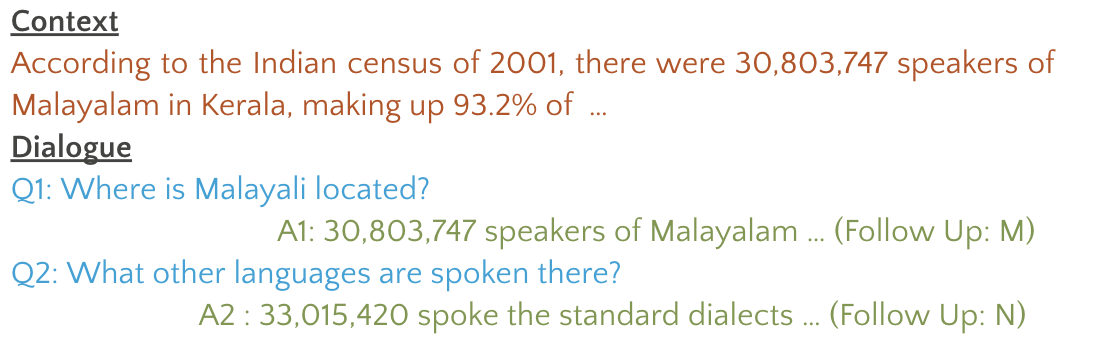 Context
According to the Indian census of 2001, there were 30,803,747 speakers of
Malayalam in Kerala, making up 93.2% of ...
Dialogue
Q1: Where is Malayali located?
A1: 30,803,747 speakers of Malayalam ... (Follow Up: M)
Q2: What other languages are spoken there?
A2 : 33,015,420 spoke the standard dialects ... (Follow Up: N)